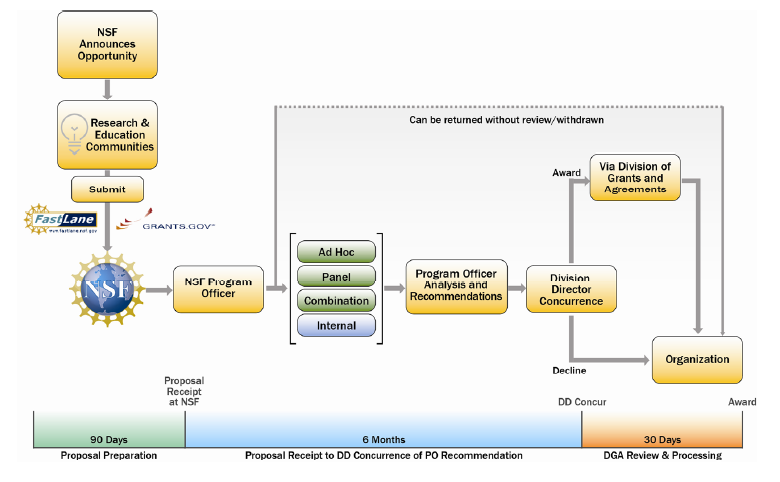 NSF
Announces
Opportunity
Research &
Education
Communities
Submit
FastLane
www.fastlane.nsf.gov
GRANTS.GOV℠
NSF
NSF Program
Officer
Can be returned without review/withdrawn
Ad Hoc
Panel
Combination
Internal
Program Officer
Analysis and
Recommendations
Division
Director
Concurrence
Award
Via Division of
Grants and
Agreements
Decline
Organization
Proposal
Receipt
at NSF
DD Concur
Award
90 Days
6 Months
30 Days
Proposal Preparation
Proposal Receipt to DD Concurrence of PO Recommendation
DGA Review & Processing